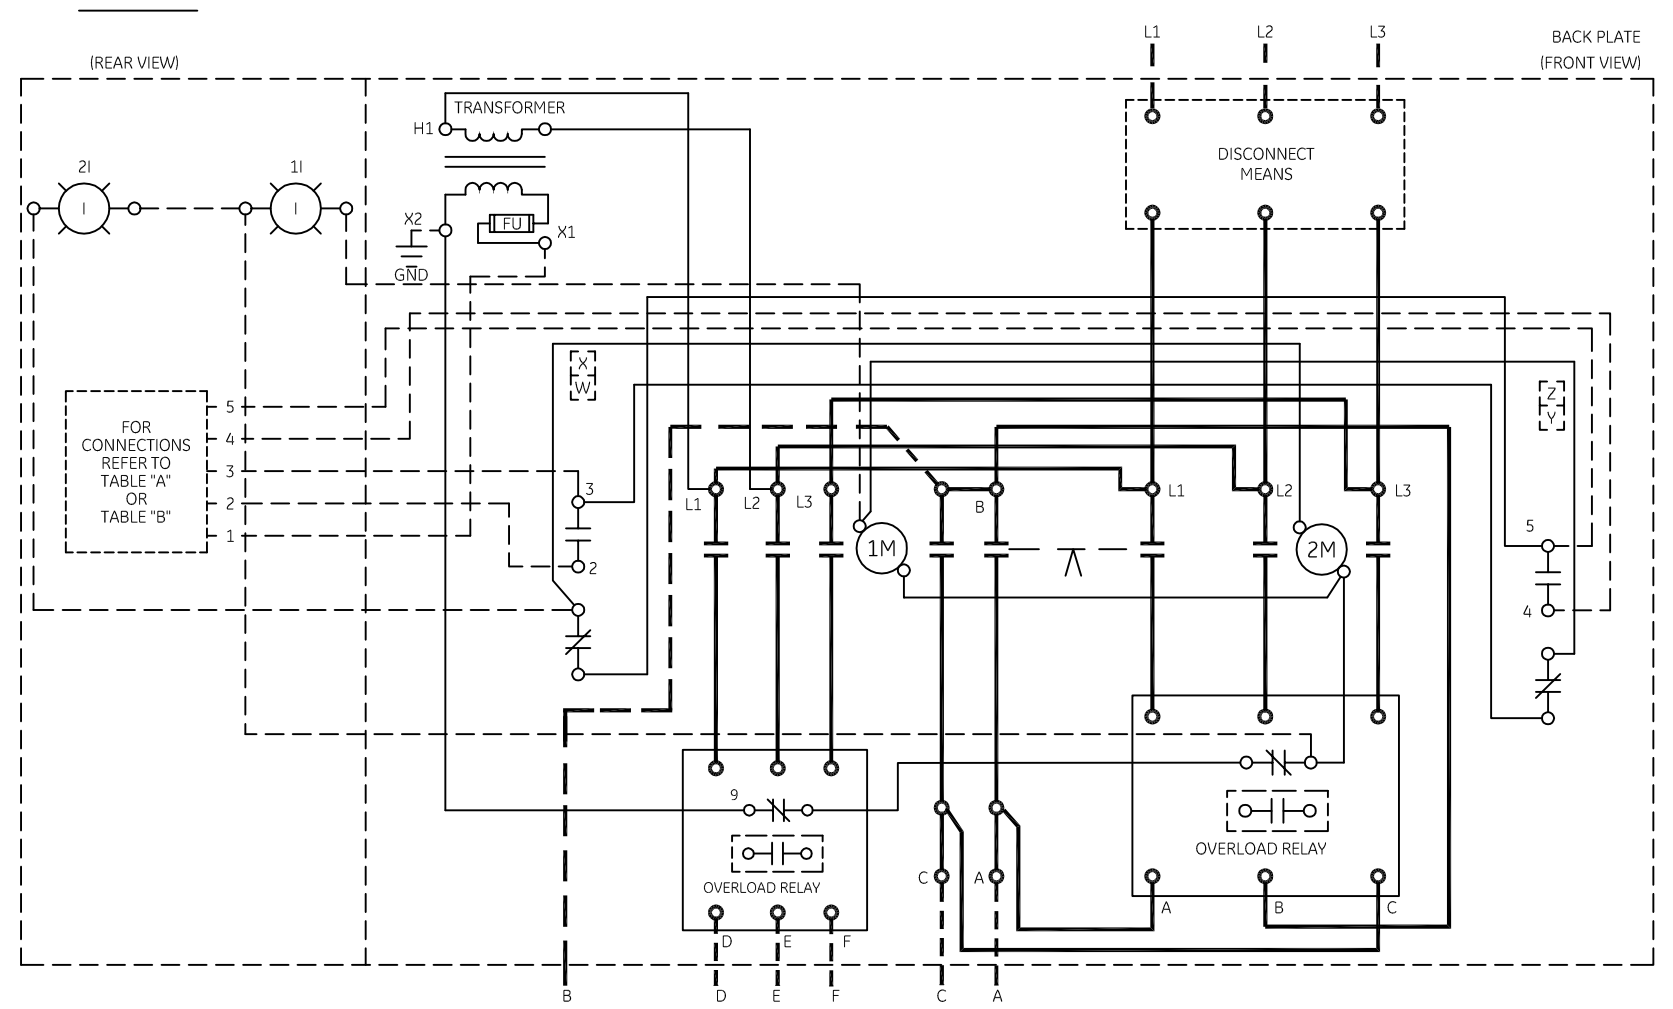 L1 L2 L3
BACK PLATE
(FRONT VIEW)
(REAR VIEW)
TRANSFORMER
H1
DISCONNECT
MEANS
2I
1I
I
I
X2
FU
X1
GND
X
W
Z
Y
FOR
CONNECTIONS
REFER TO
TABLE "A"
OR
TABLE "B"
5
4
3
2
1
3
2
L1
L2
L3
B
L1
L2
L3
1M
2M
5
4
9
OVERLOAD RELAY
OVERLOAD RELAY
C
A
A
B
C
D
E
F
B
D
E
F
C
A